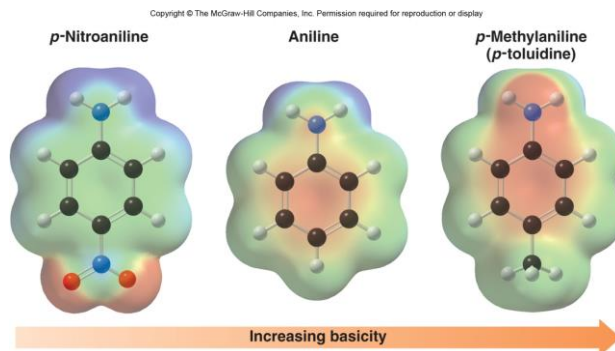 Copyright © The McGraw-Hill Companies, Inc. Permission required for reproduction or display
p-Nitroaniline
Aniline
p-Methylaniline
(p-toluidine)
Increasing basicity